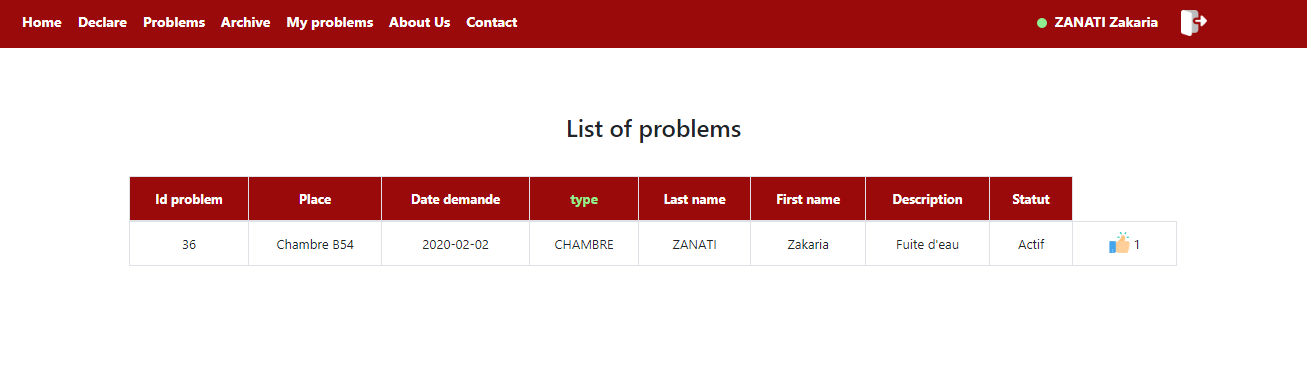 Home Declare Problems Archive My problems About Us Contact ZANATI Zakaria
List of problems
Id problem Place Date demande type Last name First name Description Statut
36 Chambre B54 2020-02-02 CHAMBRE ZANATI Zakaria Fuite d'eau Actif 1